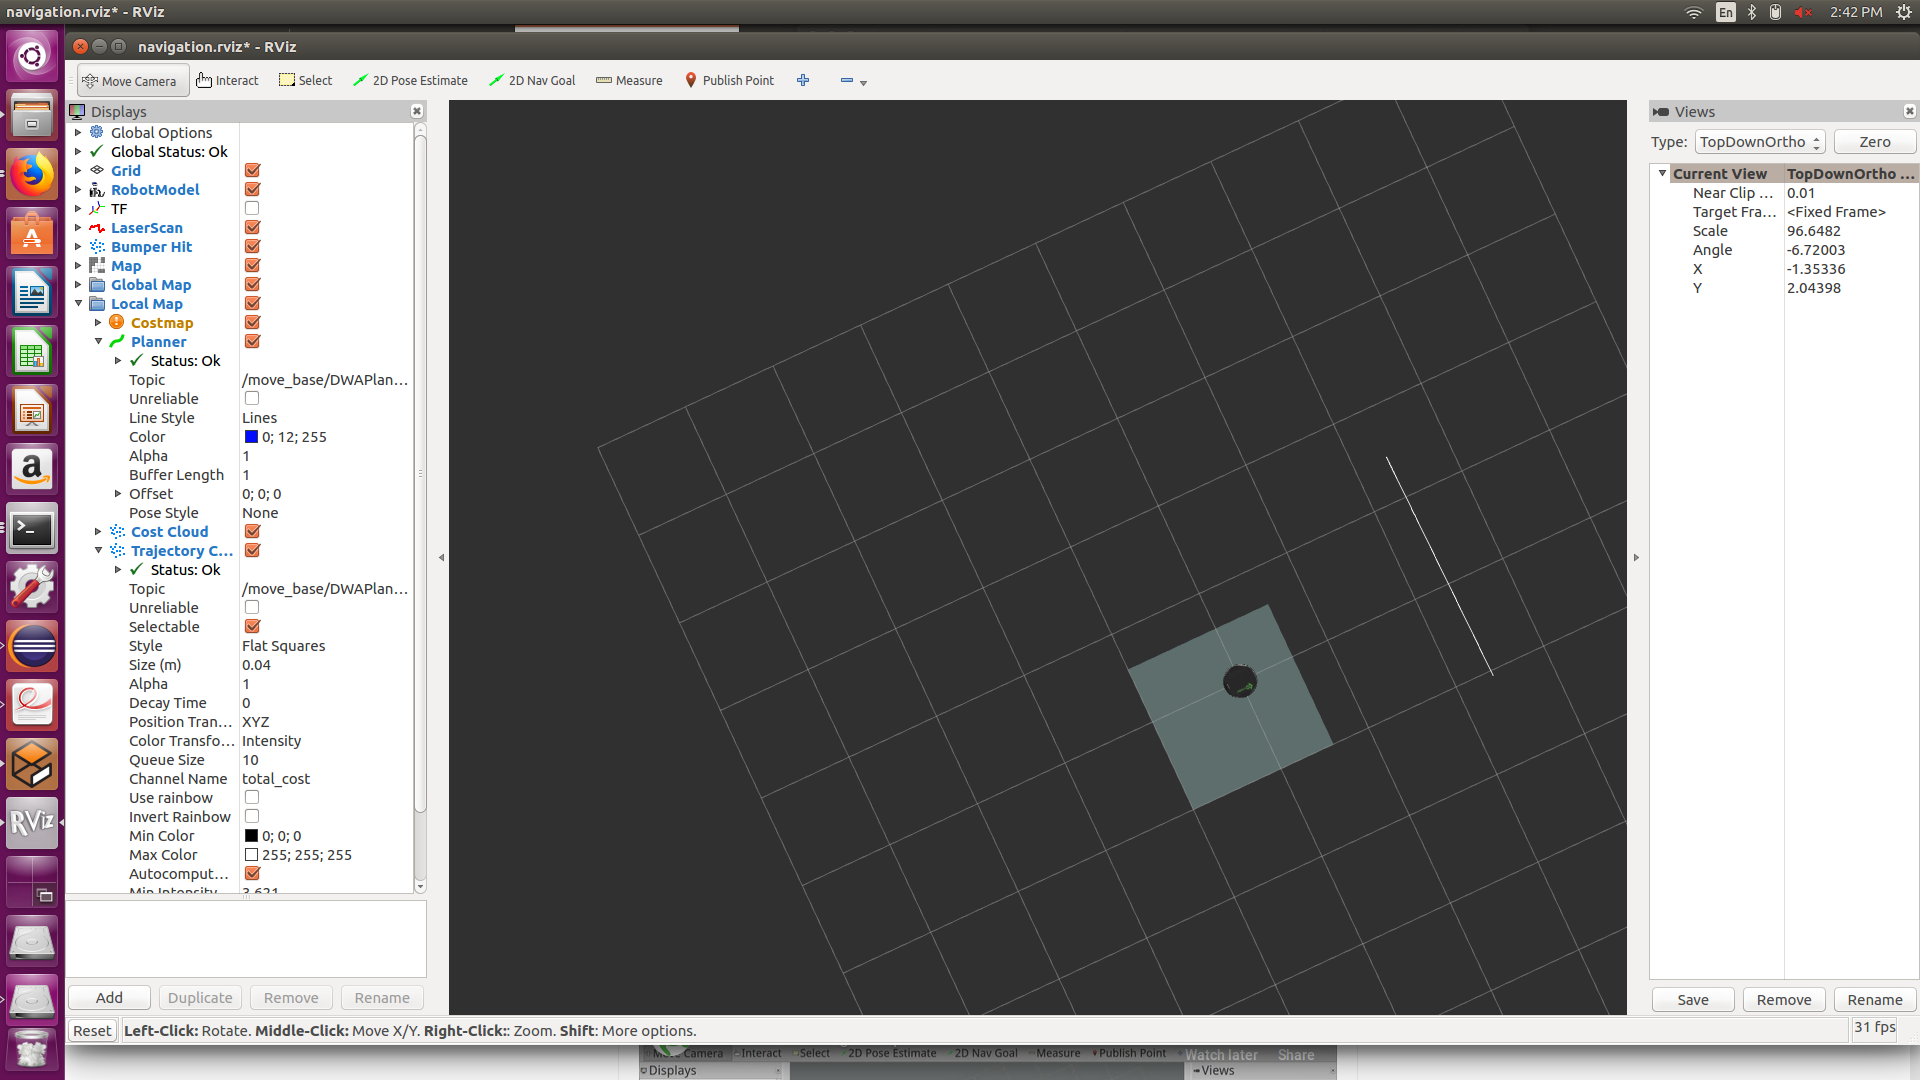 navigation.rviz* - RViz
En
2:42 PM
navigation.rviz* - RViz
Move Camera Interact Select 2D Pose Estimate 2D Nav Goal Measure Publish Point
Displays
Global Options
Global Status: Ok
Grid
RobotModel
TF
LaserScan
Bumper Hit
Map
Global Map
Local Map
Costmap
Planner
Status: Ok
Topic /move_base/DWAPlan...
Unreliable
Line Style Lines
Color 0; 12; 255
Alpha 1
Buffer Length 1
Offset 0; 0; 0
Pose Style None
Cost Cloud
Trajectory C...
Status: Ok
Topic /move_base/DWAPlan...
Unreliable
Selectable
Style Flat Squares
Size (m) 0.04
Alpha 1
Decay Time 0
Position Tran... XYZ
Color Transfo... Intensity
Queue Size 10
Channel Name total_cost
Use rainbow
Invert Rainbow
Min Color 0; 0; 0
Max Color 255; 255; 255
Autocomput...
Min Intensity 3.621
Add Duplicate Remove Rename
Reset Left-Click: Rotate. Middle-Click: Move X/Y. Right-Click:: Zoom. Shift: More options.
31 fps
Views
Type: TopDownOrtho Zero
Current View TopDownOrtho ...
Near Clip ... 0.01
Target Fra... <Fixed Frame>
Scale 96.6482
Angle -6.72003
X -1.35336
Y 2.04398
Save Remove Rename
RViz
Move Camera Interact Select 2D Pose Estimate 2D Nav Goal Measure Publish Point Watch later Share
Displays Views